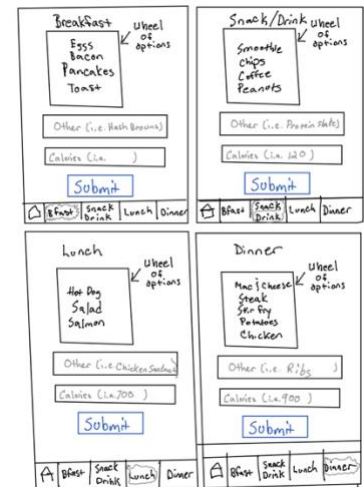 Breakfast
Wheel
of
options
Eggs
Bacon
Pancakes
Toast
Other (i.e. Hash Browns)
Calories (i.e. )
Submit
Bfast
Snack
Drink
Lunch
Dinner
Snack/Drink
Wheel
of
options
Smoothie
Chips
Coffee
Peanuts
Other (i.e. Protein Shake)
Calories (i.e. 120 )
Submit
Bfast
Snack
Drink
Lunch
Dinner
Lunch
Wheel
of
options
Hot Dog
Salad
Salmon
Other (i.e. Chicken Sandwich)
Calories (i.e. 700 )
Submit
Bfast
Snack
Drink
Lunch
Dinner
Dinner
Wheel
of
options
Mac & Cheese
Steak
Stir Fry
Potatoes
Chicken
Other (i.e. Ribs )
Calories (i.e. 900 )
Submit
Bfast
Snack
Drink
Lunch
Dinner